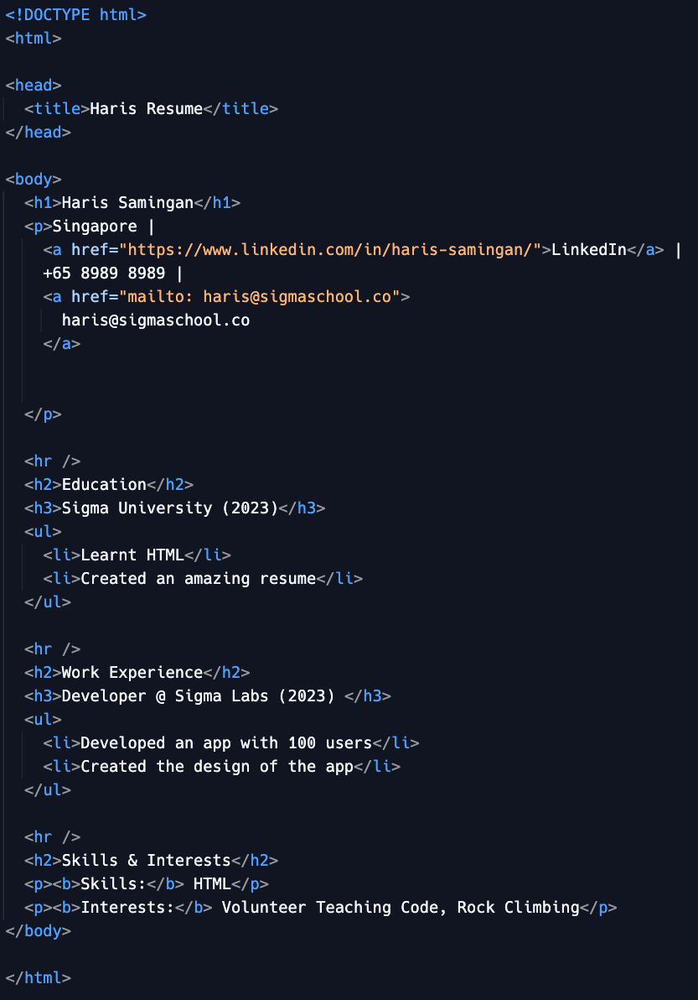 <!DOCTYPE html>
<html>

<head>
  <title>Haris Resume</title>
</head>

<body>
  <h1>Haris Samingan</h1>
  <p>Singapore |
    <a href="https://www.linkedin.com/in/haris-samingan/">LinkedIn</a> |
    +65 8989 8989 |
    <a href="mailto: haris@sigmaschool.co">
      haris@sigmaschool.co
    </a>


  </p>

  <hr />
  <h2>Education</h2>
  <h3>Sigma University (2023)</h3>
  <ul>
    <li>Learnt HTML</li>
    <li>Created an amazing resume</li>
  </ul>

  <hr />
  <h2>Work Experience</h2>
  <h3>Developer @ Sigma Labs (2023) </h3>
  <ul>
    <li>Developed an app with 100 users</li>
    <li>Created the design of the app</li>
  </ul>

  <hr />
  <h2>Skills & Interests</h2>
  <p><b>Skills:</b> HTML</p>
  <p><b>Interests:</b> Volunteer Teaching Code, Rock Climbing</p>
</body>

</html>